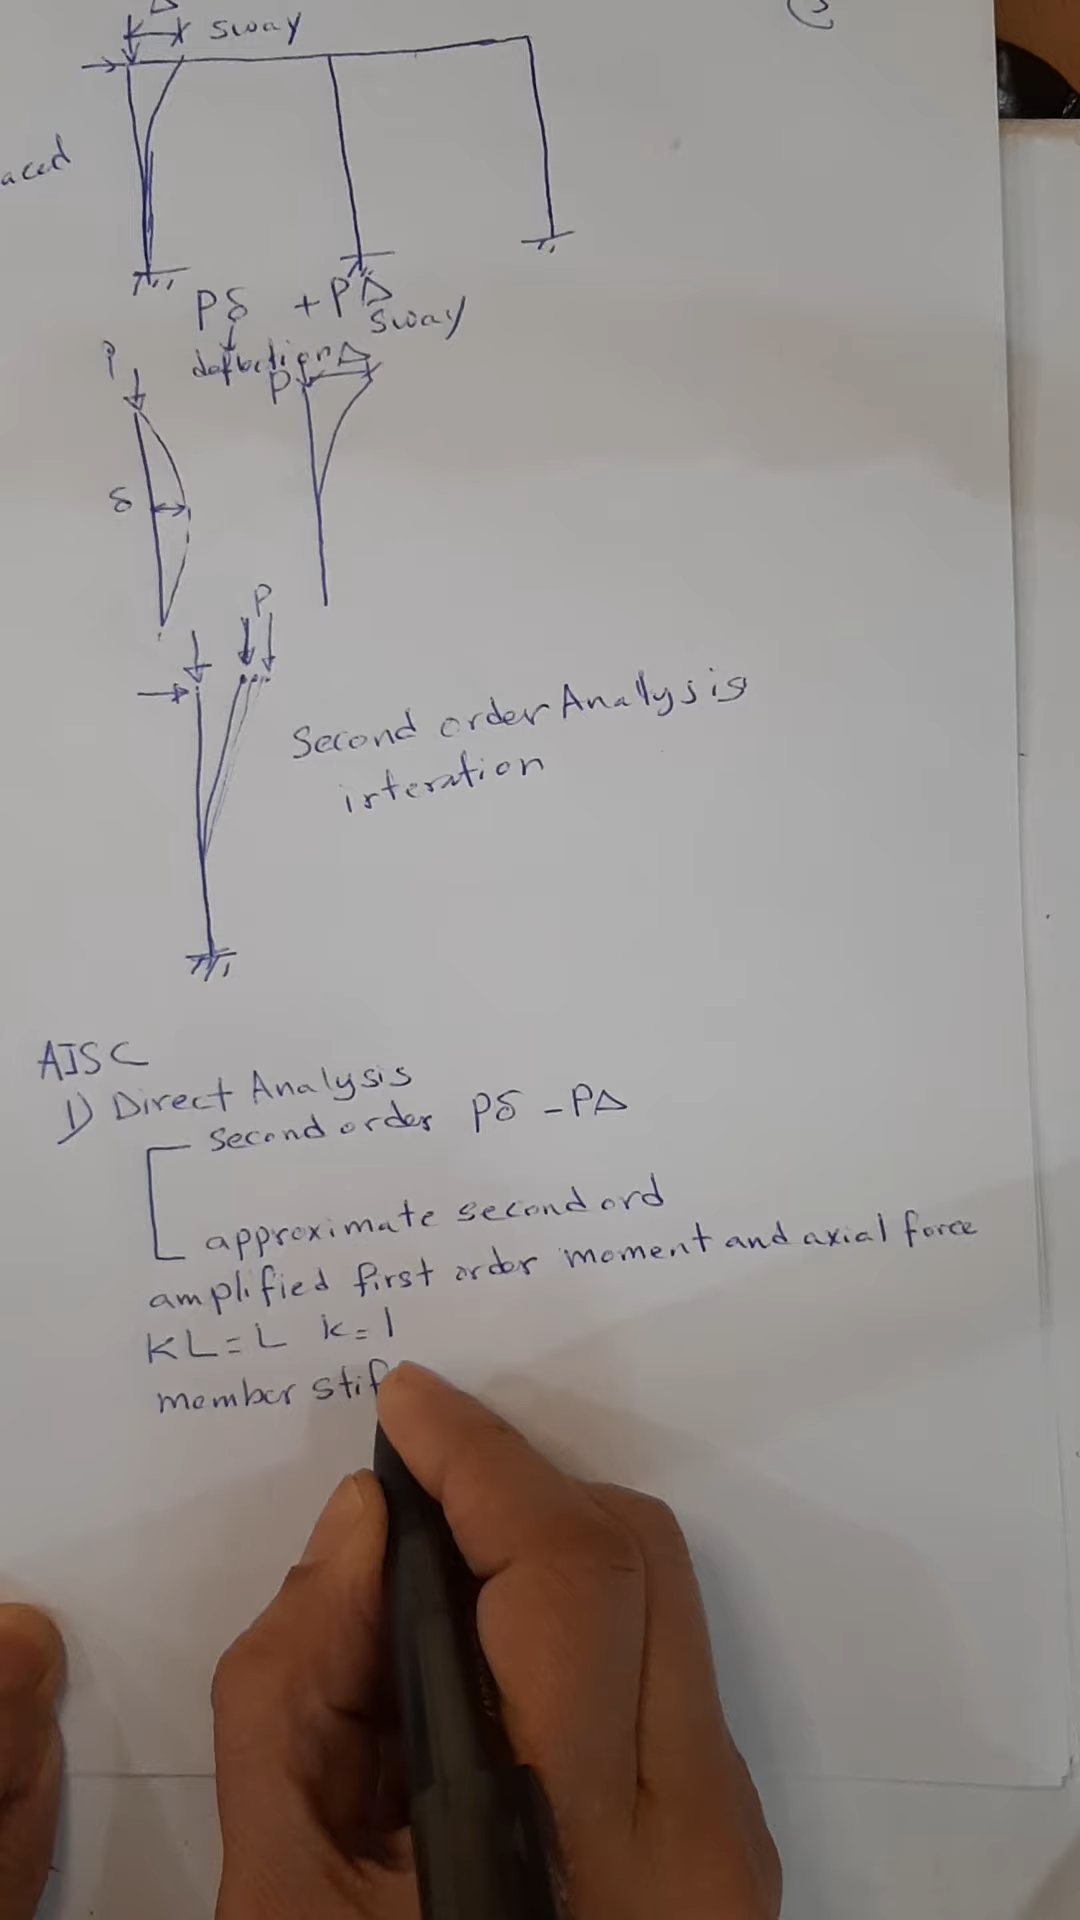 Δ
sway
aced
Pδ + PΔ
sway
deflection Δ
P
P
δ
P
Second order Analysis
irteration
AISC
1) Direct Analysis
second order Pδ - PΔ
approximate second ord
amplified first order moment and axial force
KL = L k = 1
member stif